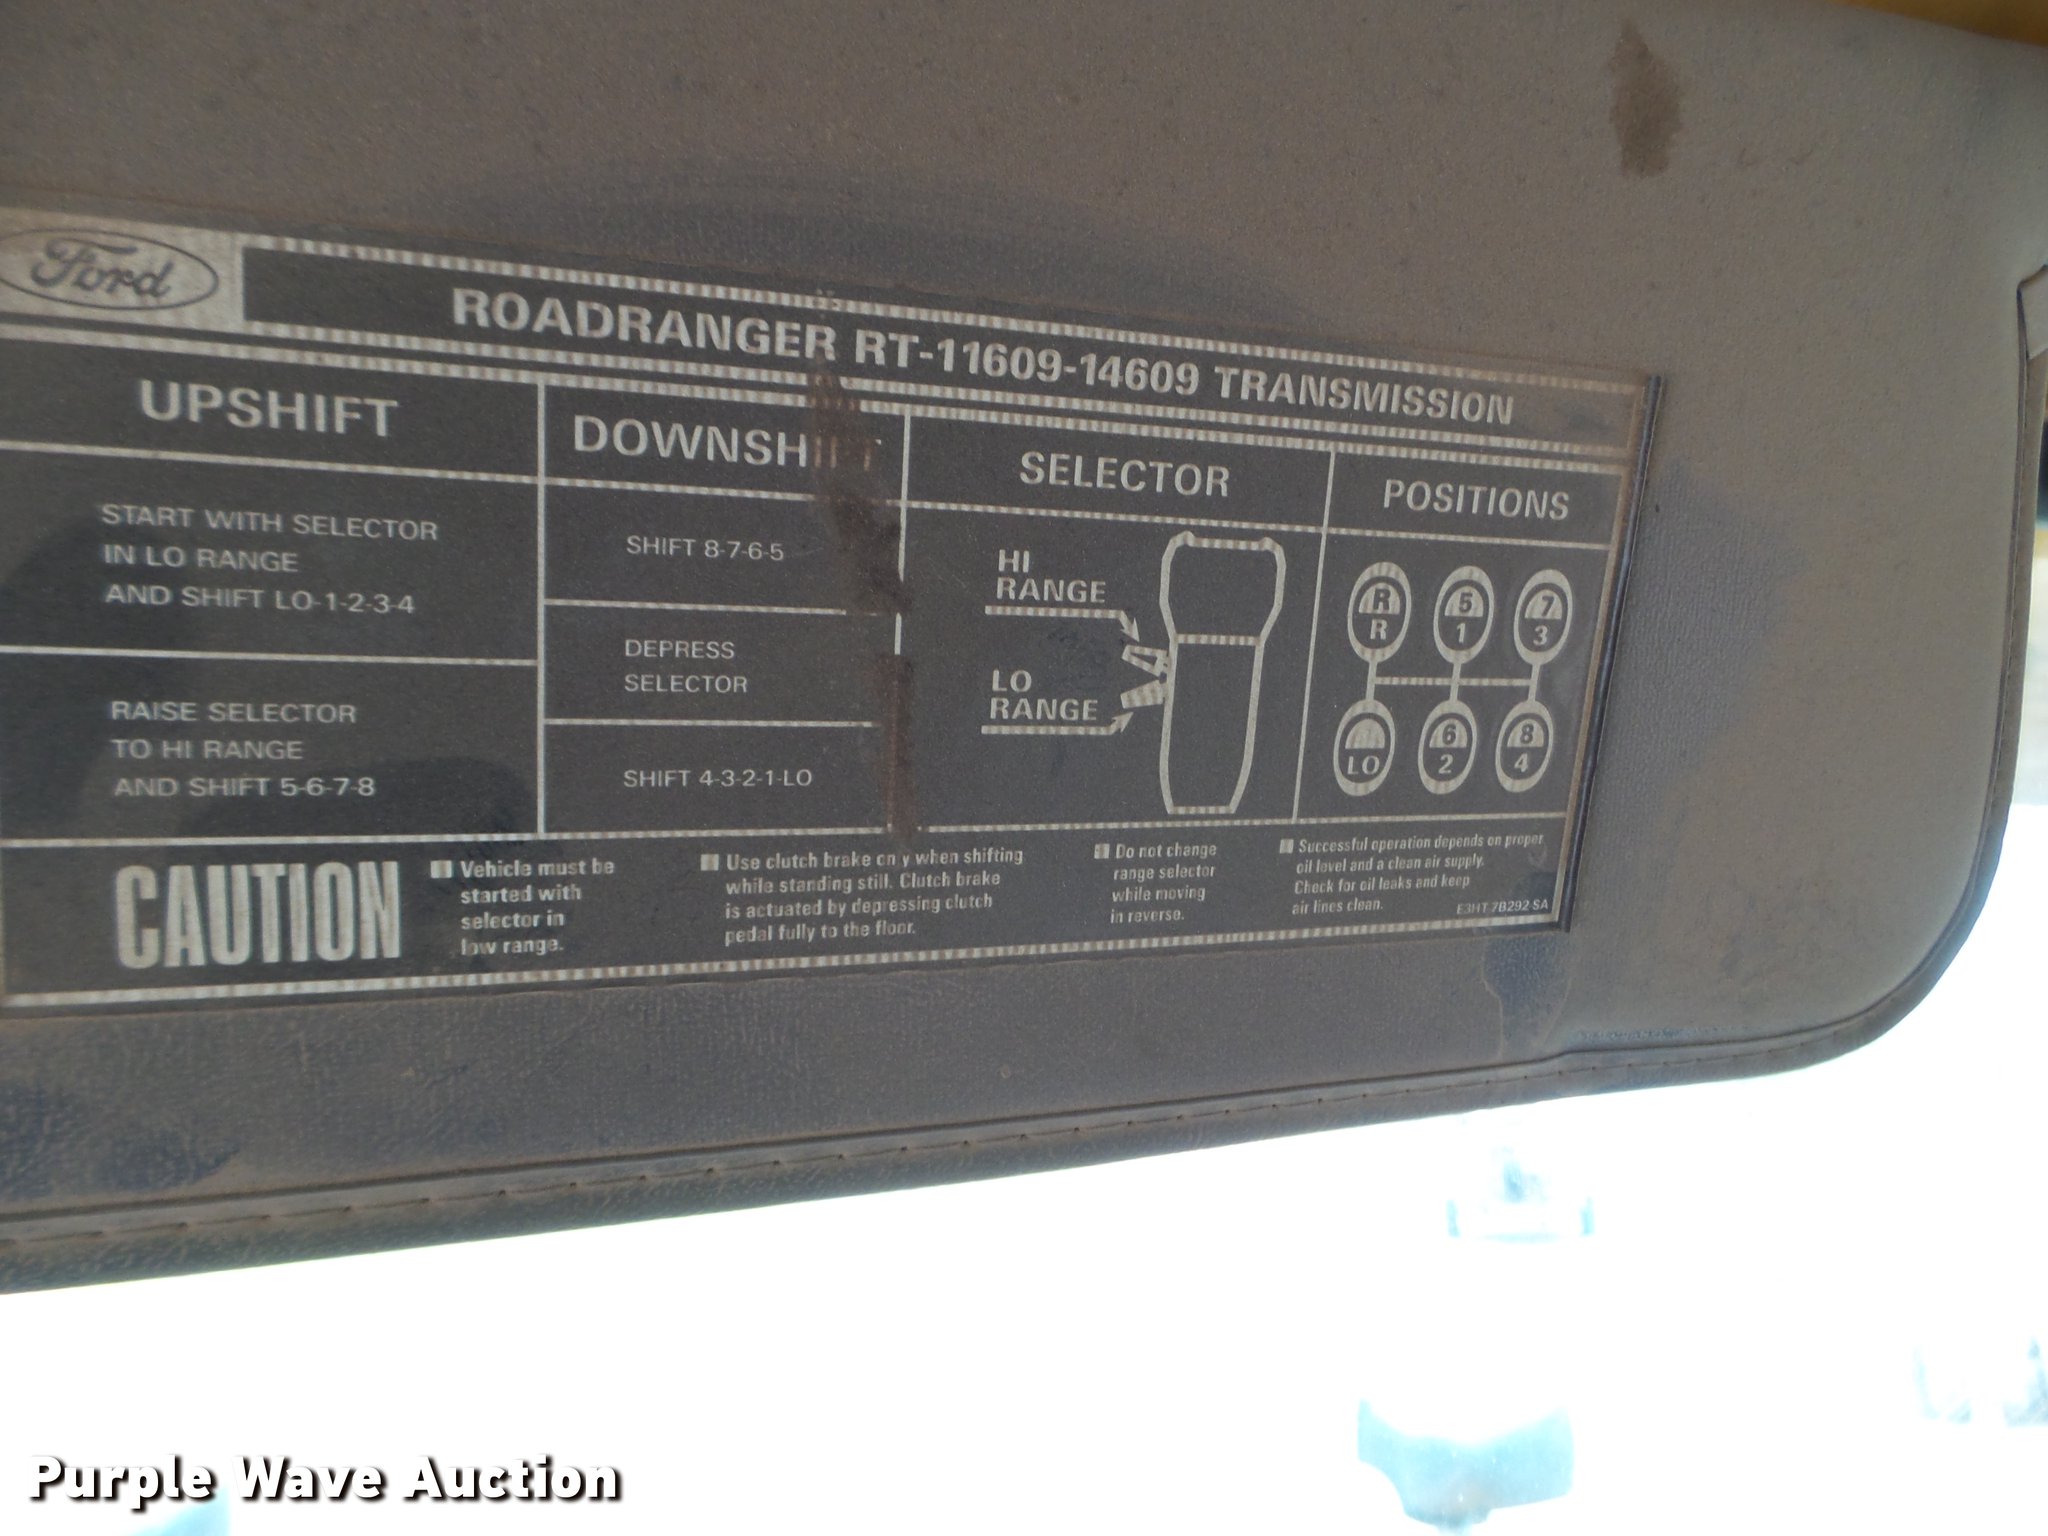 Ford
ROADRANGER RT-11609-14609 TRANSMISSION
UPSHIFT
START WITH SELECTOR
IN LO RANGE
AND SHIFT LO-1-2-3-4
RAISE SELECTOR
TO HI RANGE
AND SHIFT 5-6-7-8
DOWNSHIFT
SHIFT 8-7-6-5
DEPRESS
SELECTOR
SHIFT 4-3-2-1-LO
SELECTOR
HI
RANGE
LO
RANGE
POSITIONS
R 5 7
R 1 3
6 8
LO 2 4
CAUTION
Vehicle must be
started with
selector in
low range.
Use clutch brake only when shifting
while standing still. Clutch brake
is actuated by depressing clutch
pedal fully to the floor.
Do not change
range selector
while moving
in reverse.
Successful operation depends on proper
oil level and a clean air supply.
Check for oil leaks and keep
air lines clean.
E3HT-7B292-SA
Purple Wave Auction